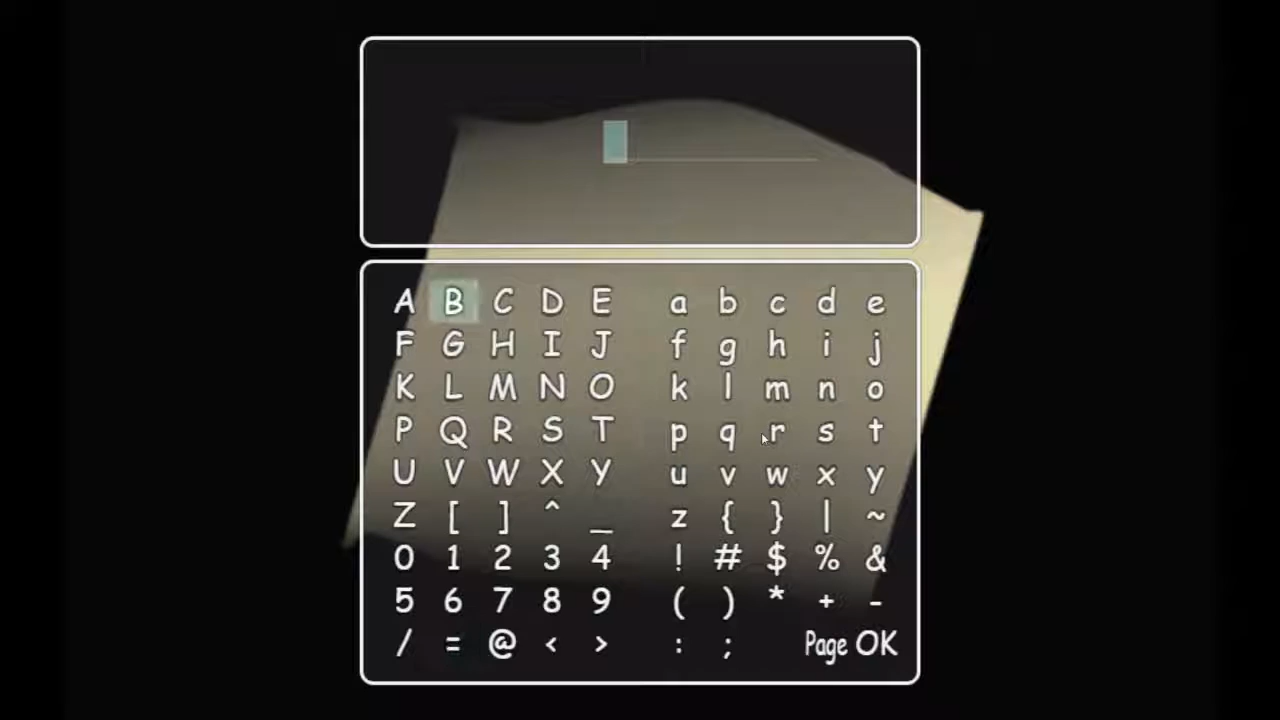 A B C D E a b c d e
F G H I J f g h i j
K L M N O k l m n o
P Q R S T p q r s t
U V W X Y u v w x y
Z [ ] ^ _ z { } | ~
0 1 2 3 4 ! # $ % &
5 6 7 8 9 ( ) * + -
/ = @ < > : ; Page OK